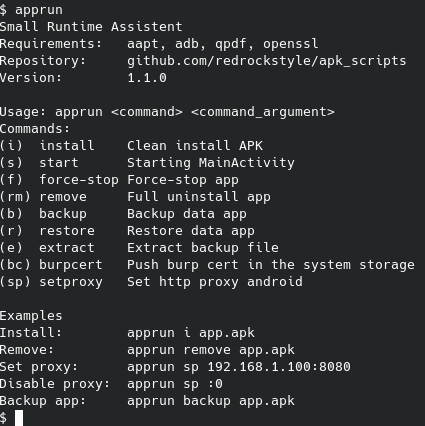 $ apprun
Small Runtime Assistent
Requirements:   aapt, adb, qpdf, openssl
Repository:     github.com/redrockstyle/apk_scripts
Version:        1.1.0

Usage: apprun <command> <command_argument>
Commands:
(i)  install    Clean install APK
(s)  start      Starting MainActivity
(f)  force-stop Force-stop app
(rm) remove     Full uninstall app
(b)  backup     Backup data app
(r)  restore    Restore data app
(e)  extract    Extract backup file
(bc) burpcert   Push burp cert in the system storage
(sp) setproxy   Set http proxy android

Examples
Install:        apprun i app.apk
Remove:         apprun remove app.apk
Set proxy:      apprun sp 192.168.1.100:8080
Disable proxy:  apprun sp :0
Backup app:     apprun backup app.apk
$